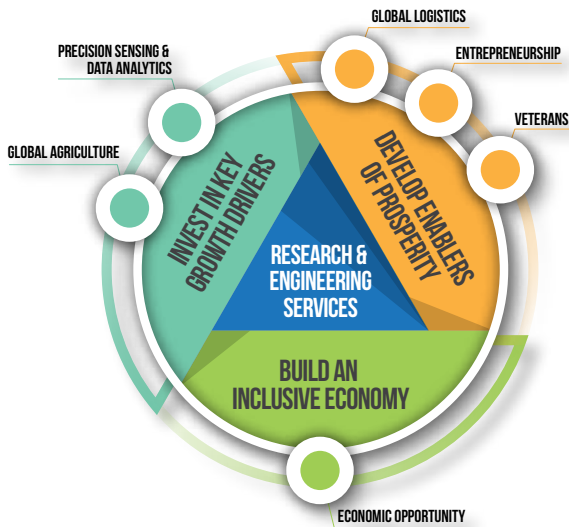 GLOBAL LOGISTICS
PRECISION SENSING &
DATA ANALYTICS
ENTREPRENEURSHIP
VETERANS
GLOBAL AGRICULTURE
INVEST IN KEY
GROWTH DRIVERS
DEVELOP ENABLERS
OF PROSPERITY
RESEARCH &
ENGINEERING
SERVICES
BUILD AN
INCLUSIVE ECONOMY
ECONOMIC OPPORTUNITY